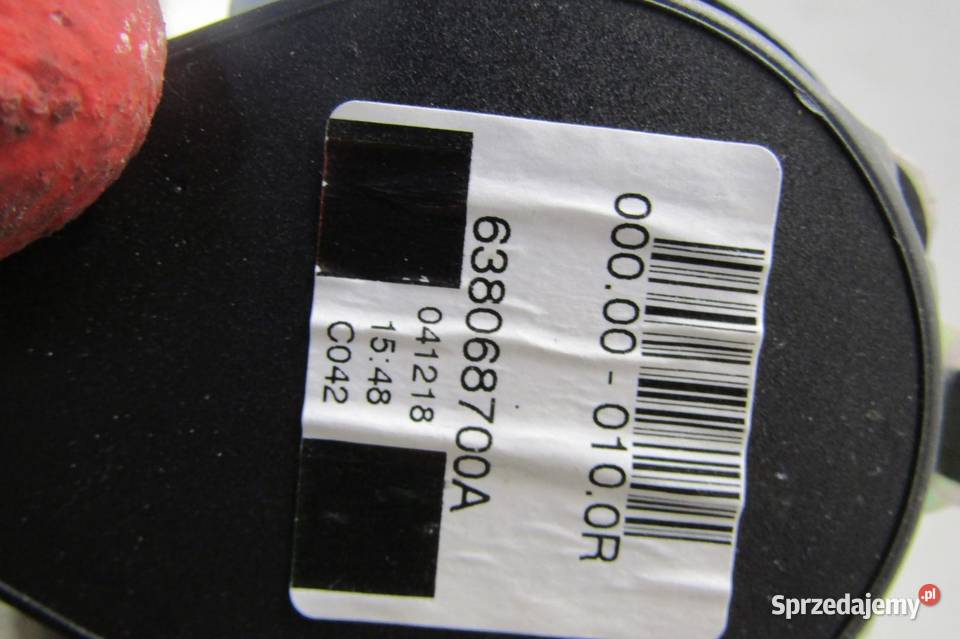 000.00-010.0R
638068700A
041218
15:48
C042
Sprzedajemy.pl